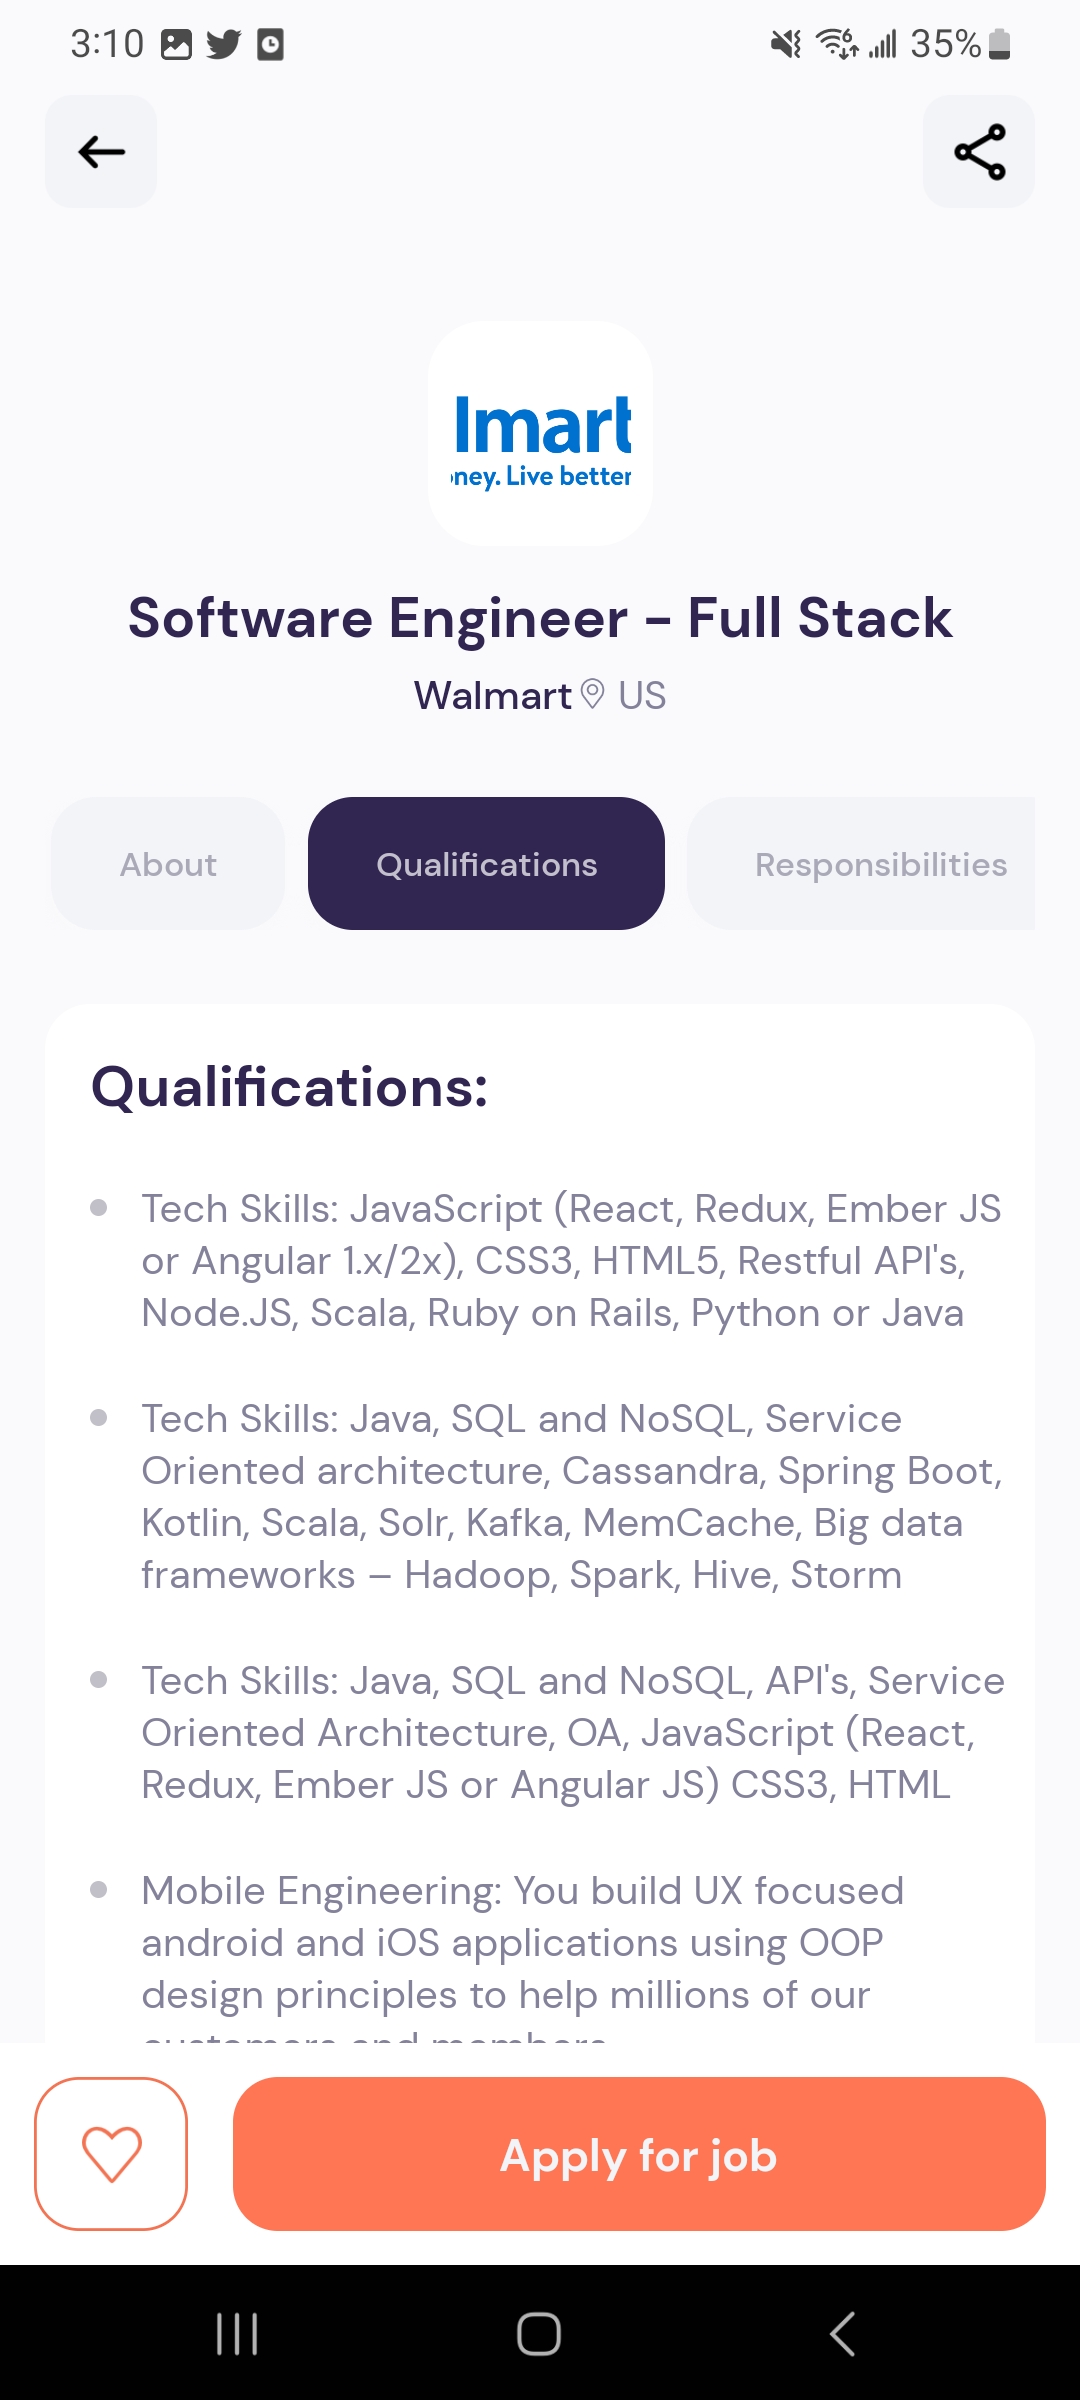 3:10
35%
lmart
ney. Live better
Software Engineer - Full Stack
Walmart US
About
Qualifications
Responsibilities
Qualifications:
Tech Skills: JavaScript (React, Redux, Ember JS
or Angular 1.x/2x), CSS3, HTML5, Restful API's,
Node.JS, Scala, Ruby on Rails, Python or Java
Tech Skills: Java, SQL and NoSQL, Service
Oriented architecture, Cassandra, Spring Boot,
Kotlin, Scala, Solr, Kafka, MemCache, Big data
frameworks – Hadoop, Spark, Hive, Storm
Tech Skills: Java, SQL and NoSQL, API's, Service
Oriented Architecture, OA, JavaScript (React,
Redux, Ember JS or Angular JS) CSS3, HTML
Mobile Engineering: You build UX focused
android and iOS applications using OOP
design principles to help millions of our
customers and members
Apply for job